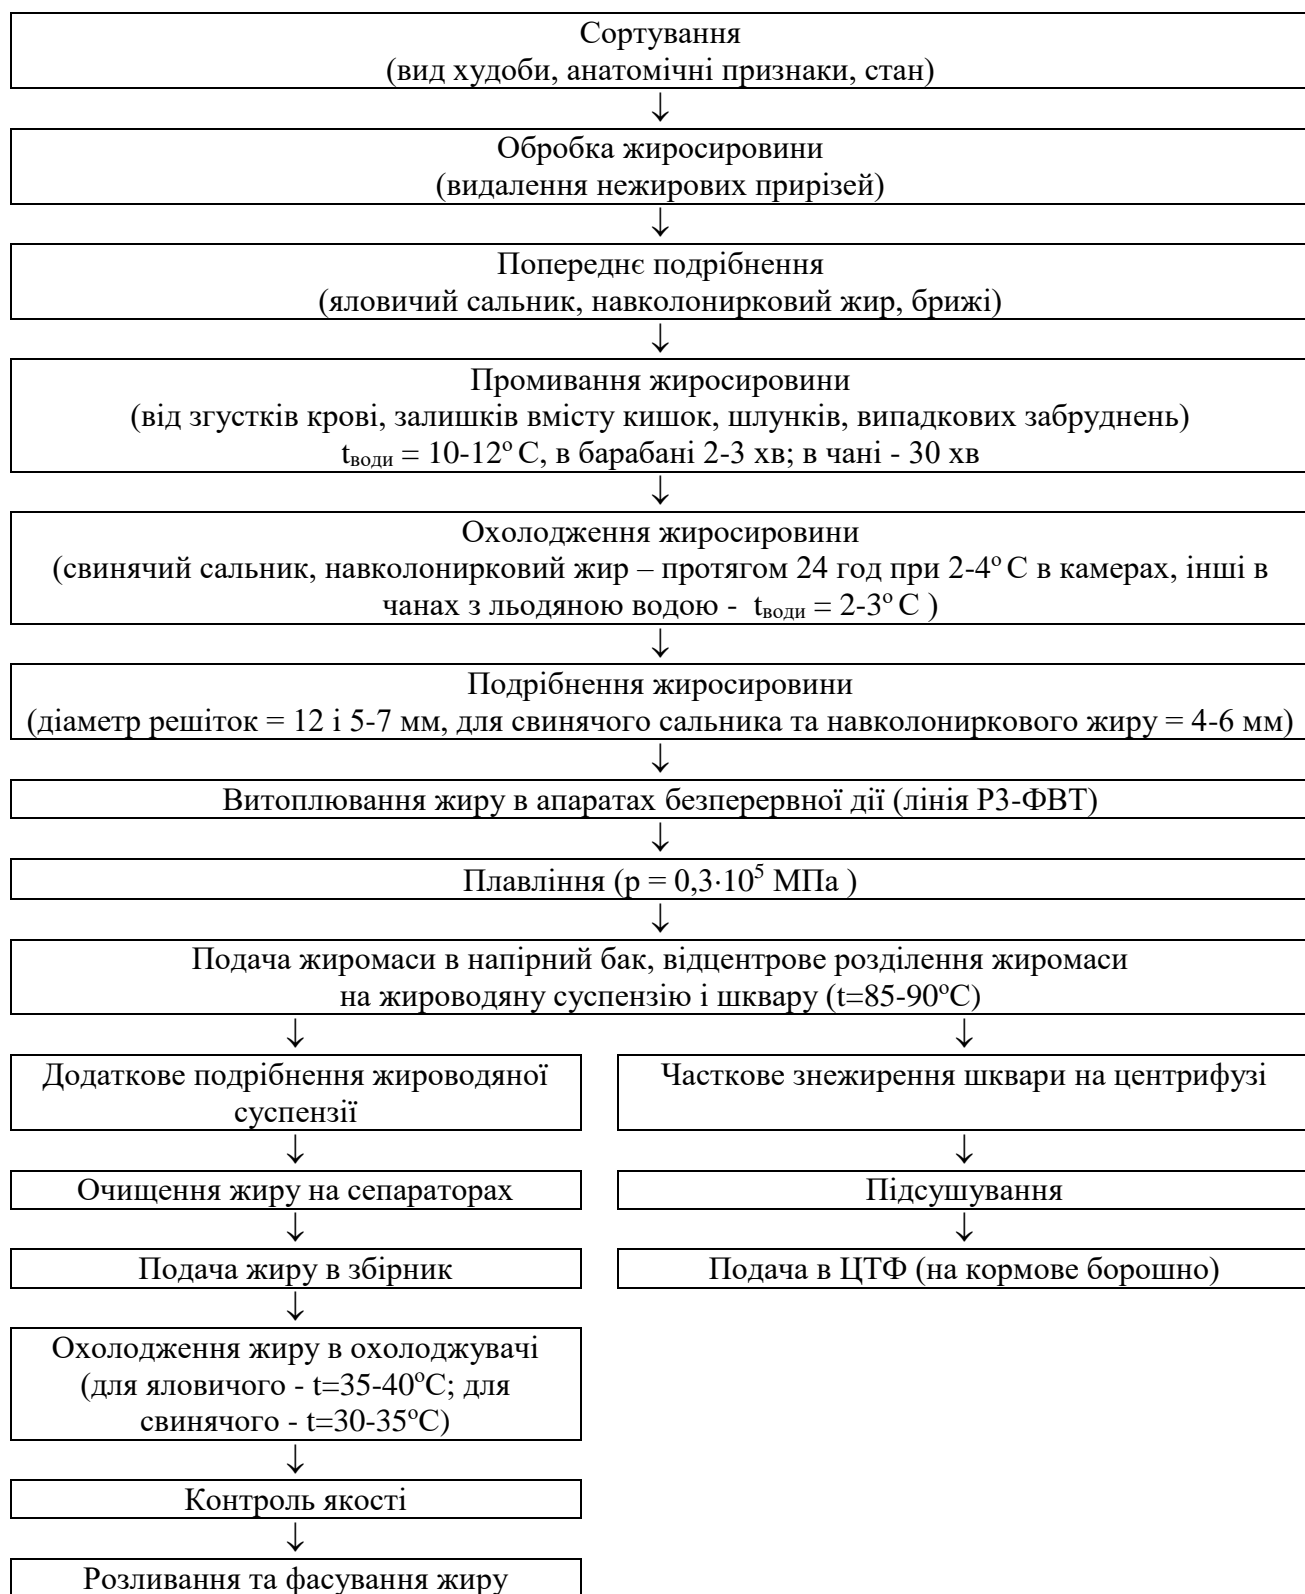 Сортування
(вид худоби, анатомічні признаки, стан)
↓
Обробка жиросировини
(видалення нежирових прирізей)
↓
Попереднє подрібнення
(яловичий сальник, навколонирковий жир, брижі)
↓
Промивання жиросировини
(від згустків крові, залишків вмісту кишок, шлунків, випадкових забруднень)
tводи = 10-12º С, в барабані 2-3 хв; в чані - 30 хв
↓
Охолодження жиросировини
(свинячий сальник, навколонирковий жир – протягом 24 год при 2-4º С в камерах, інші в
чанах з льодяною водою - tводи = 2-3º С )
↓
Подрібнення жиросировини
(діаметр решіток = 12 і 5-7 мм, для свинячого сальника та навколониркового жиру = 4-6 мм)
↓
Витоплювання жиру в апаратах безперервної дії (лінія РЗ-ФВТ)
↓
Плавління (р = 0,3·10⁵ МПа )
↓
Подача жиромаси в напірний бак, відцентрове розділення жиромаси
на жироводяну суспензію і шквару (t=85-90ºС)
↓ ↓
Додаткове подрібнення жироводяної
суспензії
↓
Очищення жиру на сепараторах
↓
Подача жиру в збірник
↓
Охолодження жиру в охолоджувачі
(для яловичого - t=35-40ºС; для
свинячого - t=30-35ºС)
↓
Контроль якості
↓
Розливання та фасування жиру
Часткове знежирення шквари на центрифузі
↓
Підсушування
↓
Подача в ЦТФ (на кормове борошно)